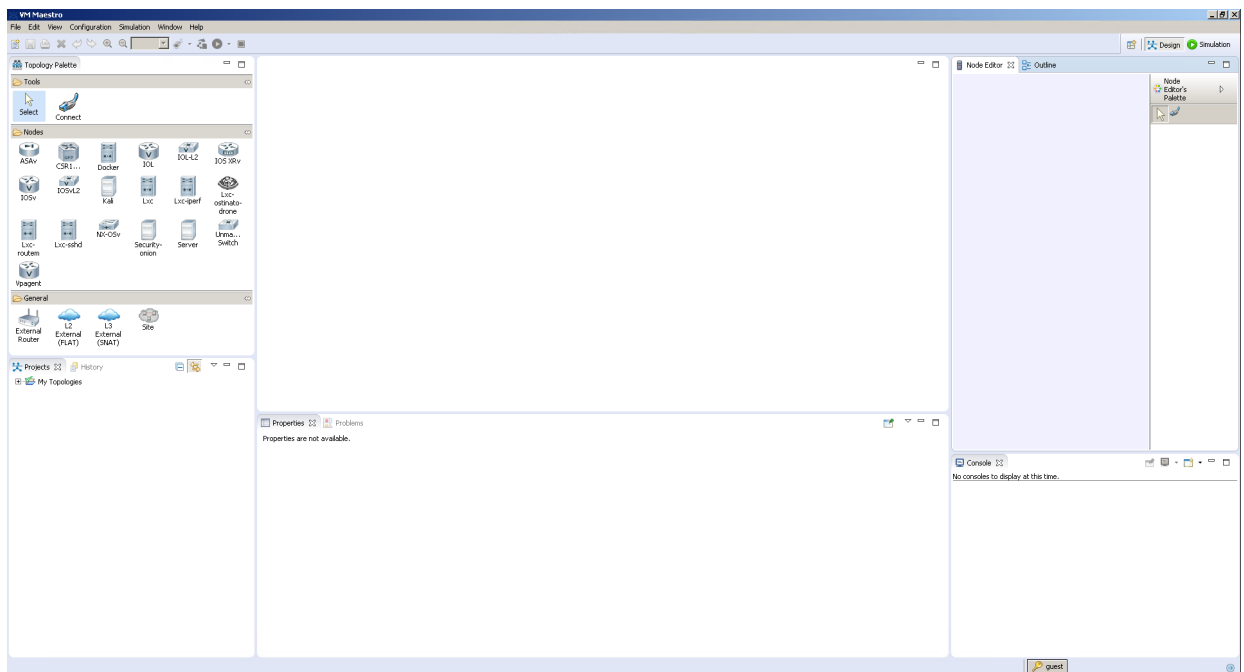 VM Maestro
File Edit View Configuration Simulation Window Help
Design Simulation
Topology Palette
Tools
Select
Connect
Nodes
ASAv
CSR1...
Docker
IOL
IOL-L2
IOS XRv
IOSv
IOSvL2
Kali
Lxc
Lxc-iperf
Lxc-
ostinato-
drone
Lxc-
routem
Lxc-sshd
NX-OSv
Security-
onion
Server
Unma...
Switch
Vpagent
General
External
Router
L2
External
(FLAT)
L3
External
(SNAT)
Site
Projects History
My Topologies
Properties Problems
Properties are not available.
Node Editor Outline
Node
Editor's
Palette
Console
No consoles to display at this time.
guest